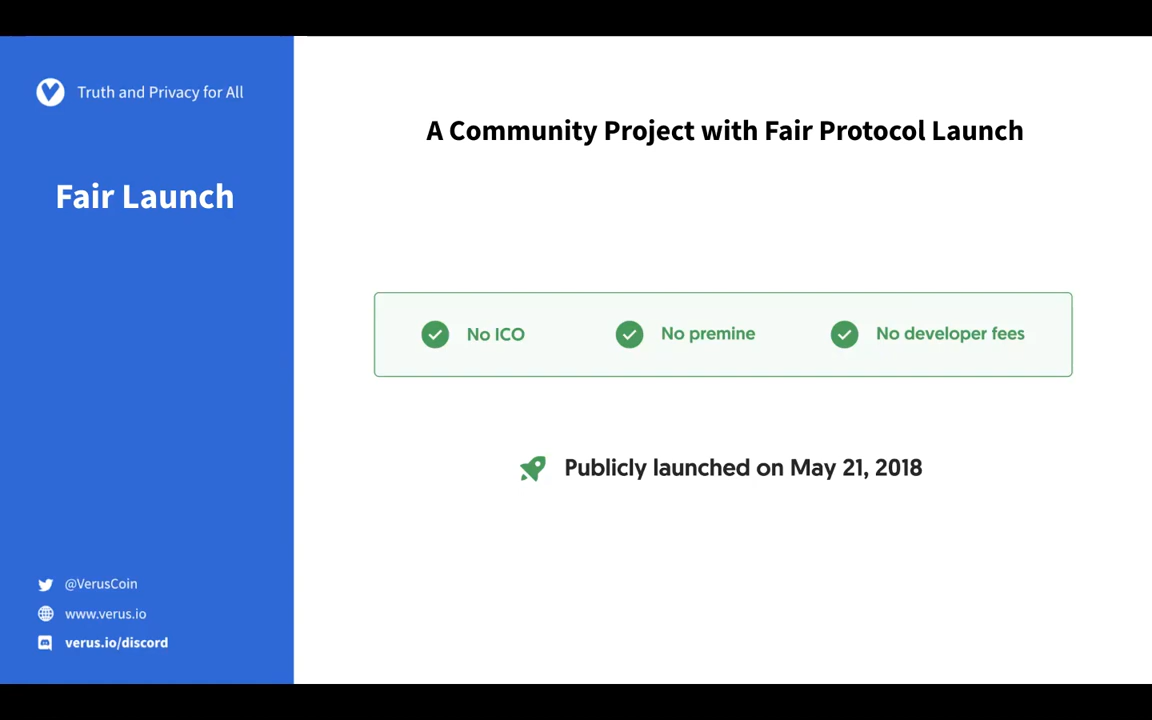 Truth and Privacy for All
Fair Launch
A Community Project with Fair Protocol Launch
No ICO
No premine
No developer fees
Publicly launched on May 21, 2018
@VerusCoin
www.verus.io
verus.io/discord